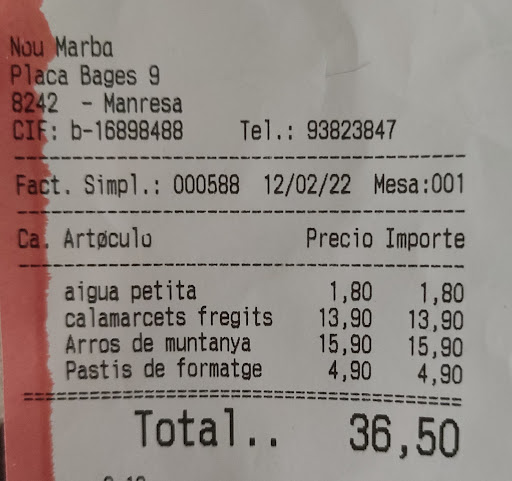 Nou Marba
Placa Bages 9
8242 - Manresa
CIF: b-16898488 Tel.: 93823847
Fact. Simpl.: 000588 12/02/22 Mesa:001
Ca. Artøculo Precio Importe
aigua petita 1,80 1,80
calamarcets fregits 13,90 13,90
Arros de muntanya 15,90 15,90
Pastis de formatge 4,90 4,90
Total.. 36,50